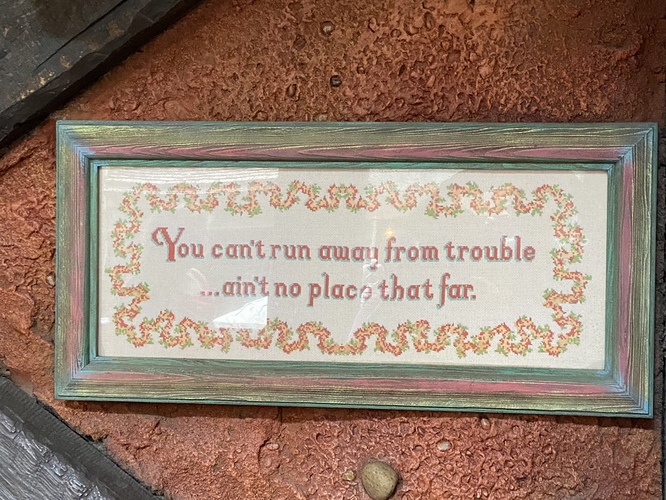 You can't run away from trouble
...ain't no place that far.